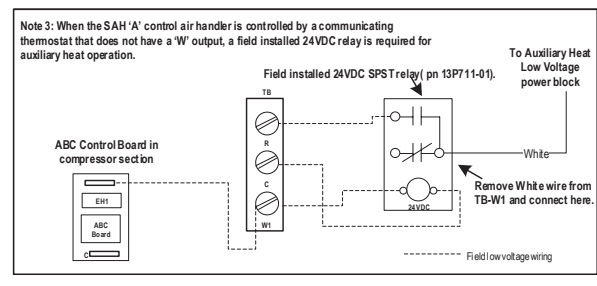 Note 3: When the SAH 'A' control air handler is controlled by a communicating
thermostat that does not have a 'W' output, a field installed 24VDC relay is required for
auxiliary heat operation.
To Auxiliary Heat
Low Voltage
power block
Field installed 24VDC SPST relay( pn 13P711-01).
TB
R
C
W1
ABC Control Board in
compressor section
EH1
ABC
Board
C
White
24VDC
Remove White wire from
TB-W1 and connect here.
Field low voltage wiring